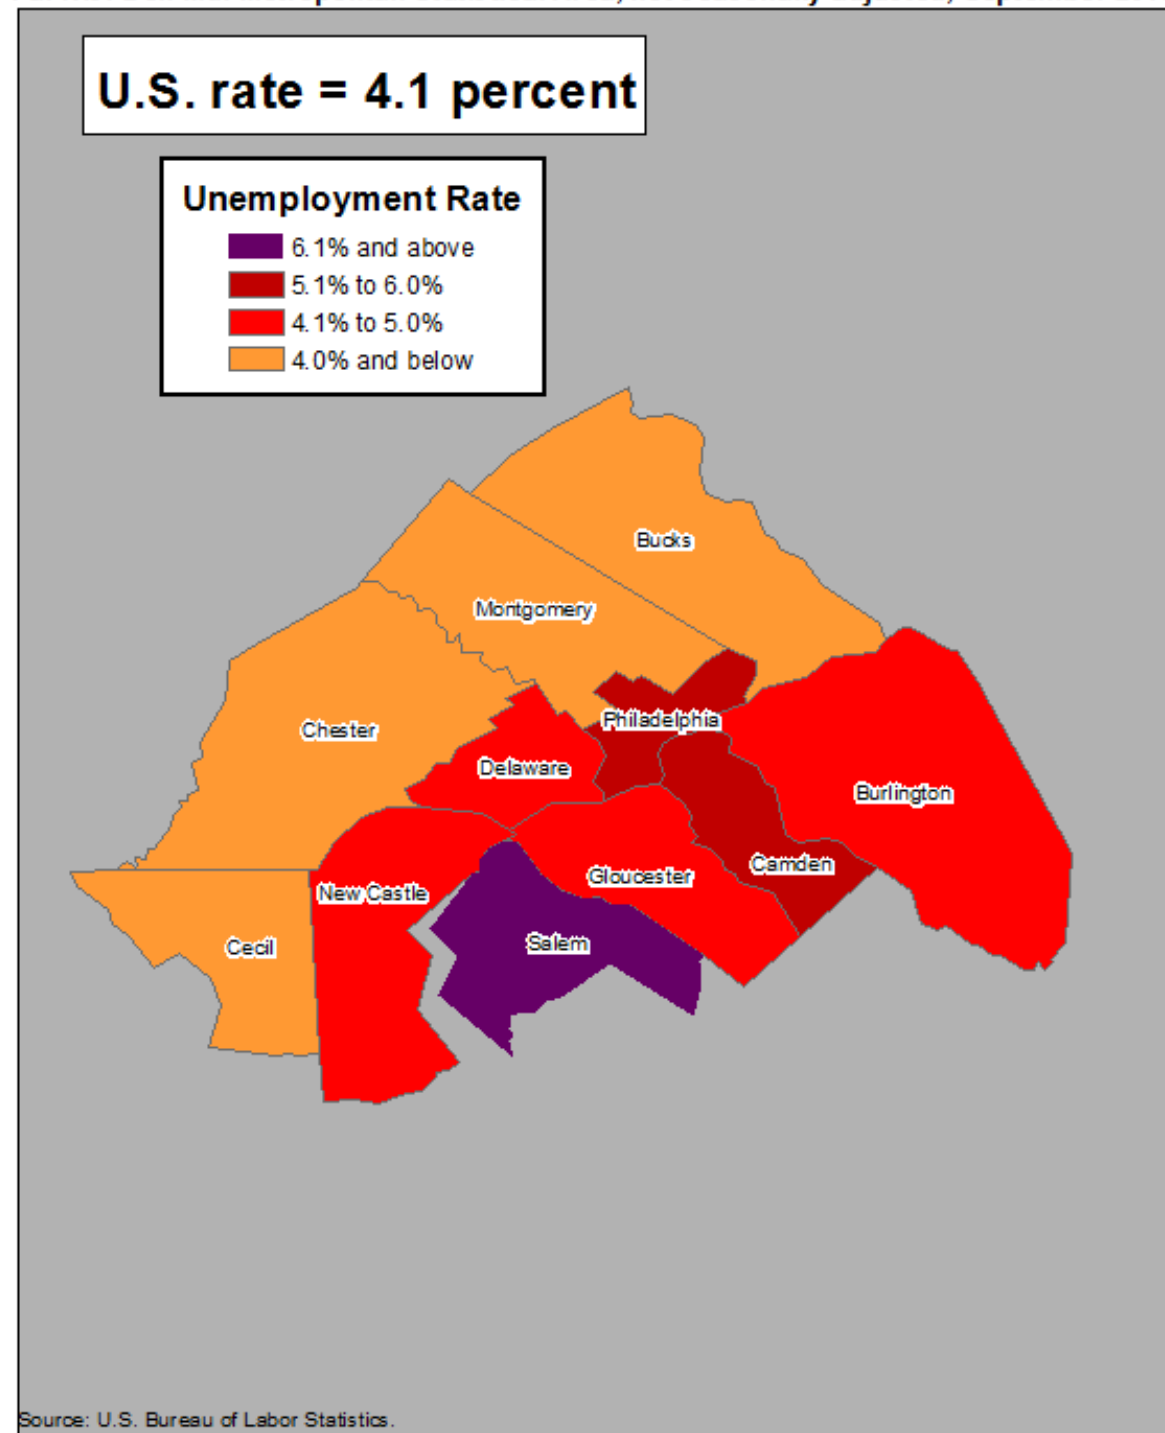 U.S. rate = 4.1 percent
Unemployment Rate
6.1% and above
5.1% to 6.0%
4.1% to 5.0%
4.0% and below
Bucks
Montgomery
Philadelphia
Chester
Delaware
Burlington
Camden
Gloucester
New Castle
Salem
Cecil
Source: U.S. Bureau of Labor Statistics.